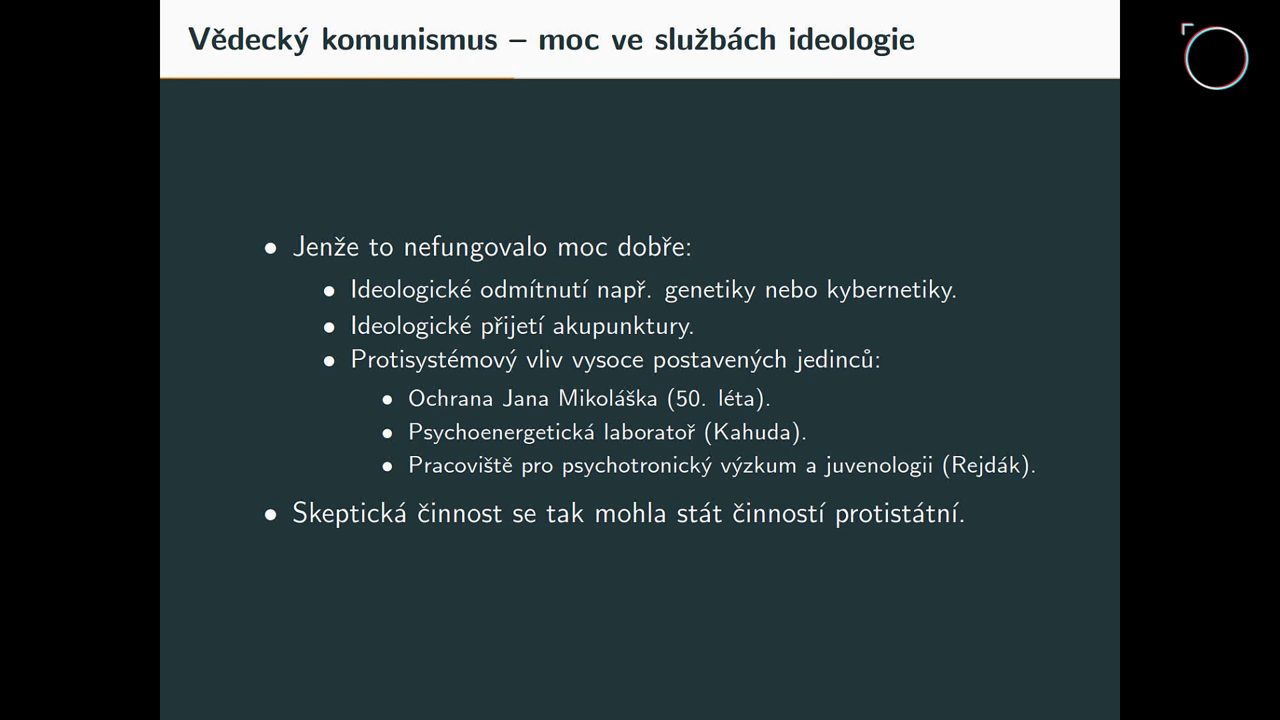 Vědecký komunismus – moc ve službách ideologie
• Jenže to nefungovalo moc dobře:
• Ideologické odmítnutí např. genetiky nebo kybernetiky.
• Ideologické přijetí akupunktury.
• Protisystémový vliv vysoce postavených jedinců:
• Ochrana Jana Mikoláška (50. léta).
• Psychoenergetická laboratoř (Kahuda).
• Pracoviště pro psychotronický výzkum a juvenologii (Rejdák).
• Skeptická činnost se tak mohla stát činností protistátní.